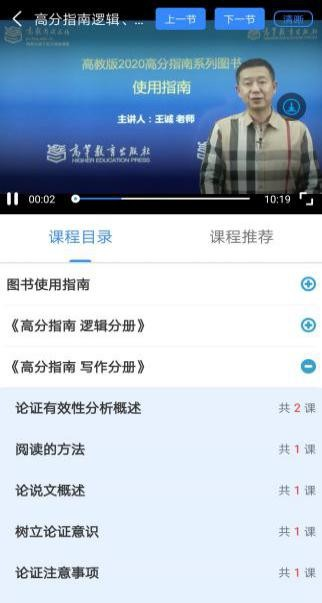 高分指南逻辑、...
上一节
下一节
清晰
高教版2020高分指南系列图书
使用指南
主讲人：王诚 老师
高等教育出版社
HIGHER EDUCATION PRESS
高等教育出版社
00:02
10:19
课程目录
课程推荐
图书使用指南
《高分指南 逻辑分册》
《高分指南 写作分册》
论证有效性分析概述
共 2 课
阅读的方法
共 1 课
论说文概述
共 1 课
树立论证意识
共 1 课
论证注意事项
共 1 课